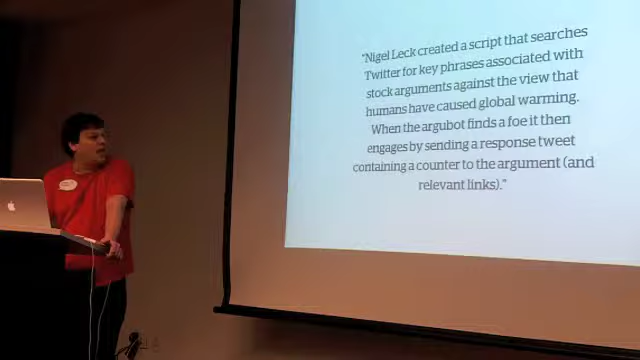 "Nigel Leck created a script that searches
Twitter for key phrases associated with
stock arguments against the view that
humans have caused global warming.
When the argubot finds a foe it then
engages by sending a response tweet
containing a counter to the argument (and
relevant links)."